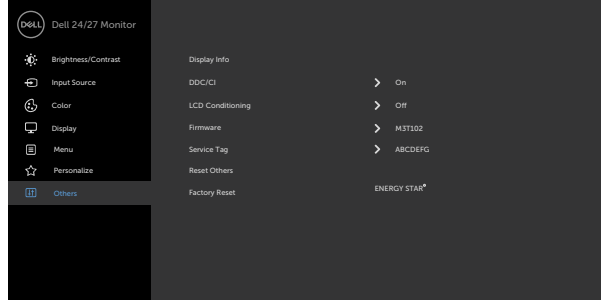 DELL Dell 24/27 Monitor
Brightness/Contrast Display Info
Input Source DDC/CI On
Color LCD Conditioning Off
Display Firmware M3T102
Menu Service Tag ABCDEFG
Personalize Reset Others
Others Factory Reset ENERGY STAR®